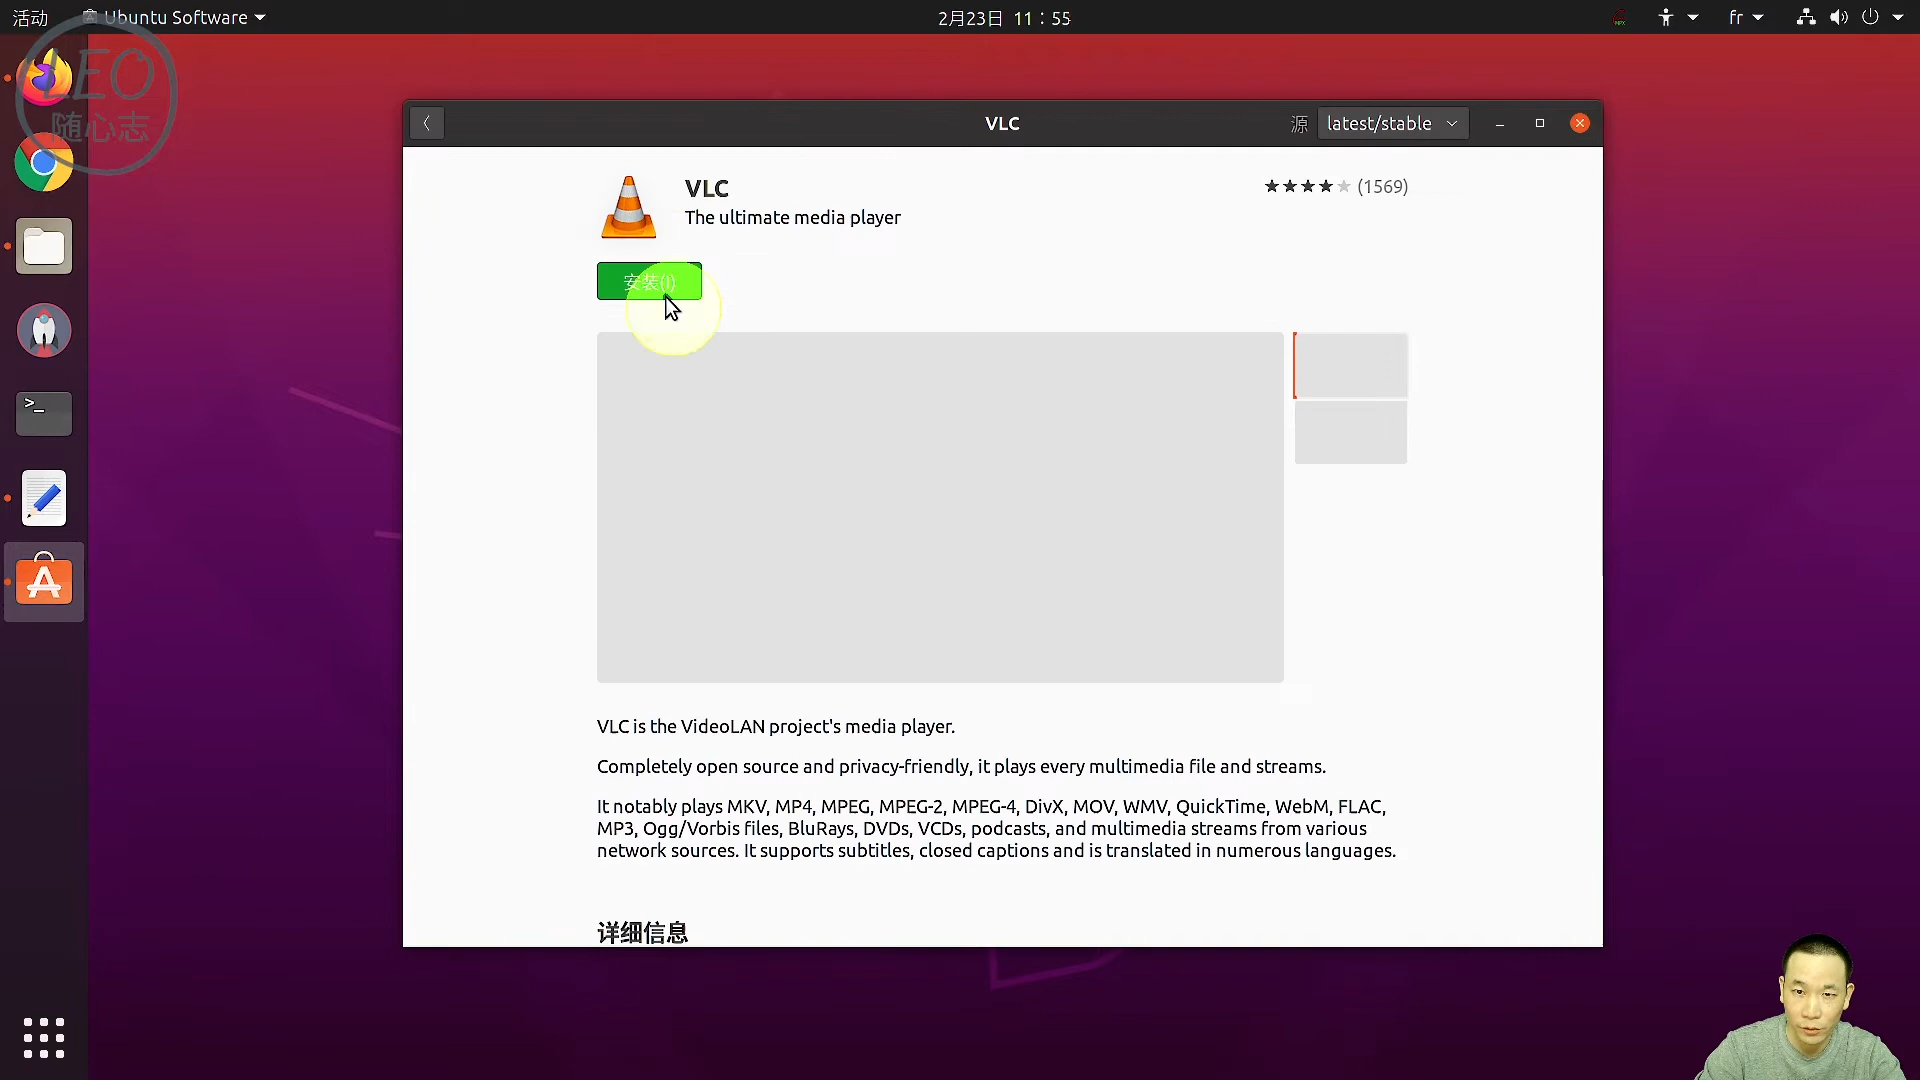 活动
Ubuntu Software
2月23日 11：55
fr
LEO
随心志
VLC
源
latest/stable
VLC
The ultimate media player
(1569)
安装(I)
VLC is the VideoLAN project's media player.
Completely open source and privacy-friendly, it plays every multimedia file and streams.
It notably plays MKV, MP4, MPEG, MPEG-2, MPEG-4, DivX, MOV, WMV, QuickTime, WebM, FLAC,
MP3, Ogg/Vorbis files, BluRays, DVDs, VCDs, podcasts, and multimedia streams from various
network sources. It supports subtitles, closed captions and is translated in numerous languages.
详细信息